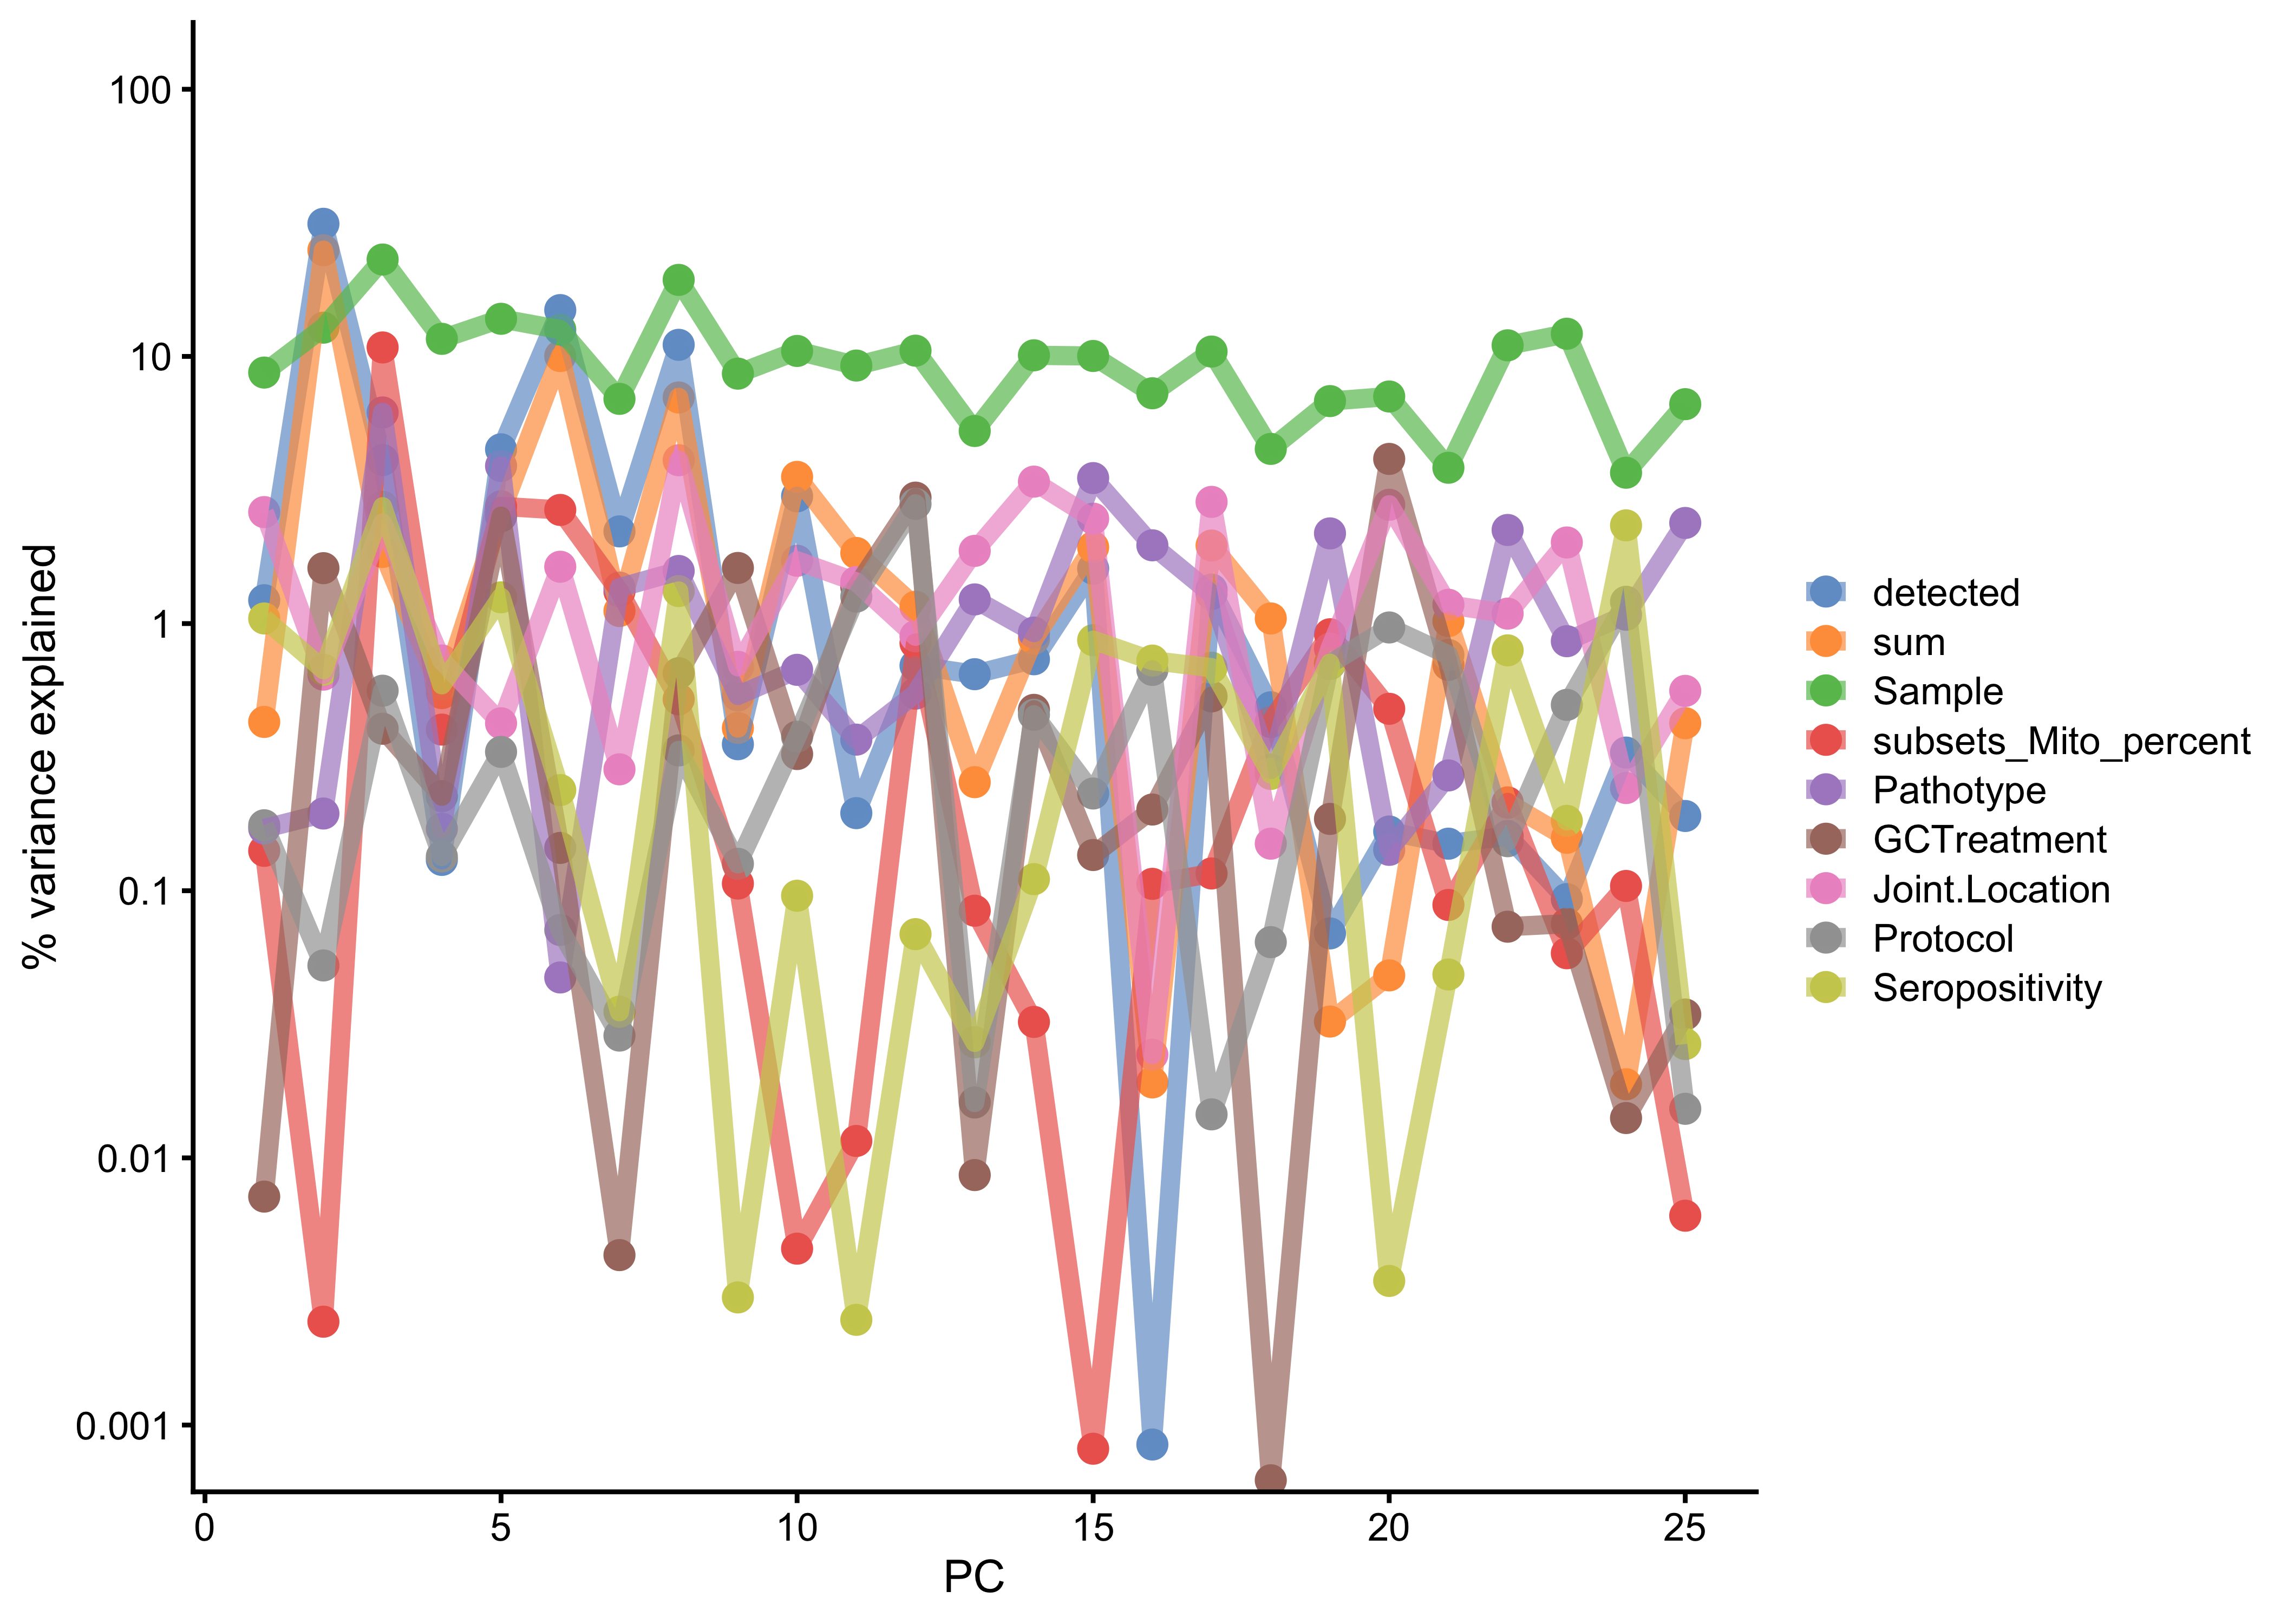 % variance explained
100
10
1
0.1
0.01
0.001
0 5 10 15 20 25
PC
detected
sum
Sample
subsets_Mito_percent
Pathotype
GCTreatment
Joint.Location
Protocol
Seropositivity